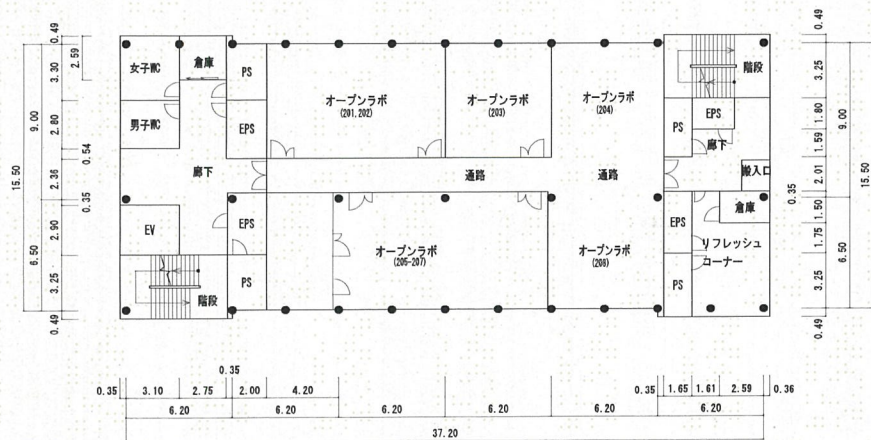 女子WC
倉庫
PS
オープンラボ
(201,202)
オープンラボ
(203)
オープンラボ
(204)
階段
男子WC
EPS
PS
EPS
廊下
廊下
通路
通路
搬入口
EV
EPS
オープンラボ
(205-207)
オープンラボ
(208)
EPS
倉庫
リフレッシュ
コーナー
階段
PS
PS
0.49
2.59
3.30
9.00
2.80
0.54
15.50
2.36
0.35
2.90
6.50
3.25
0.49
0.49
3.25
1.80
9.00
1.59
2.01
0.35
15.50
1.50
1.75
6.50
3.25
0.49
0.35
0.35
3.10
2.75
2.00
4.20
0.35
1.65
1.61
2.59
0.36
6.20
6.20
6.20
6.20
6.20
6.20
37.20